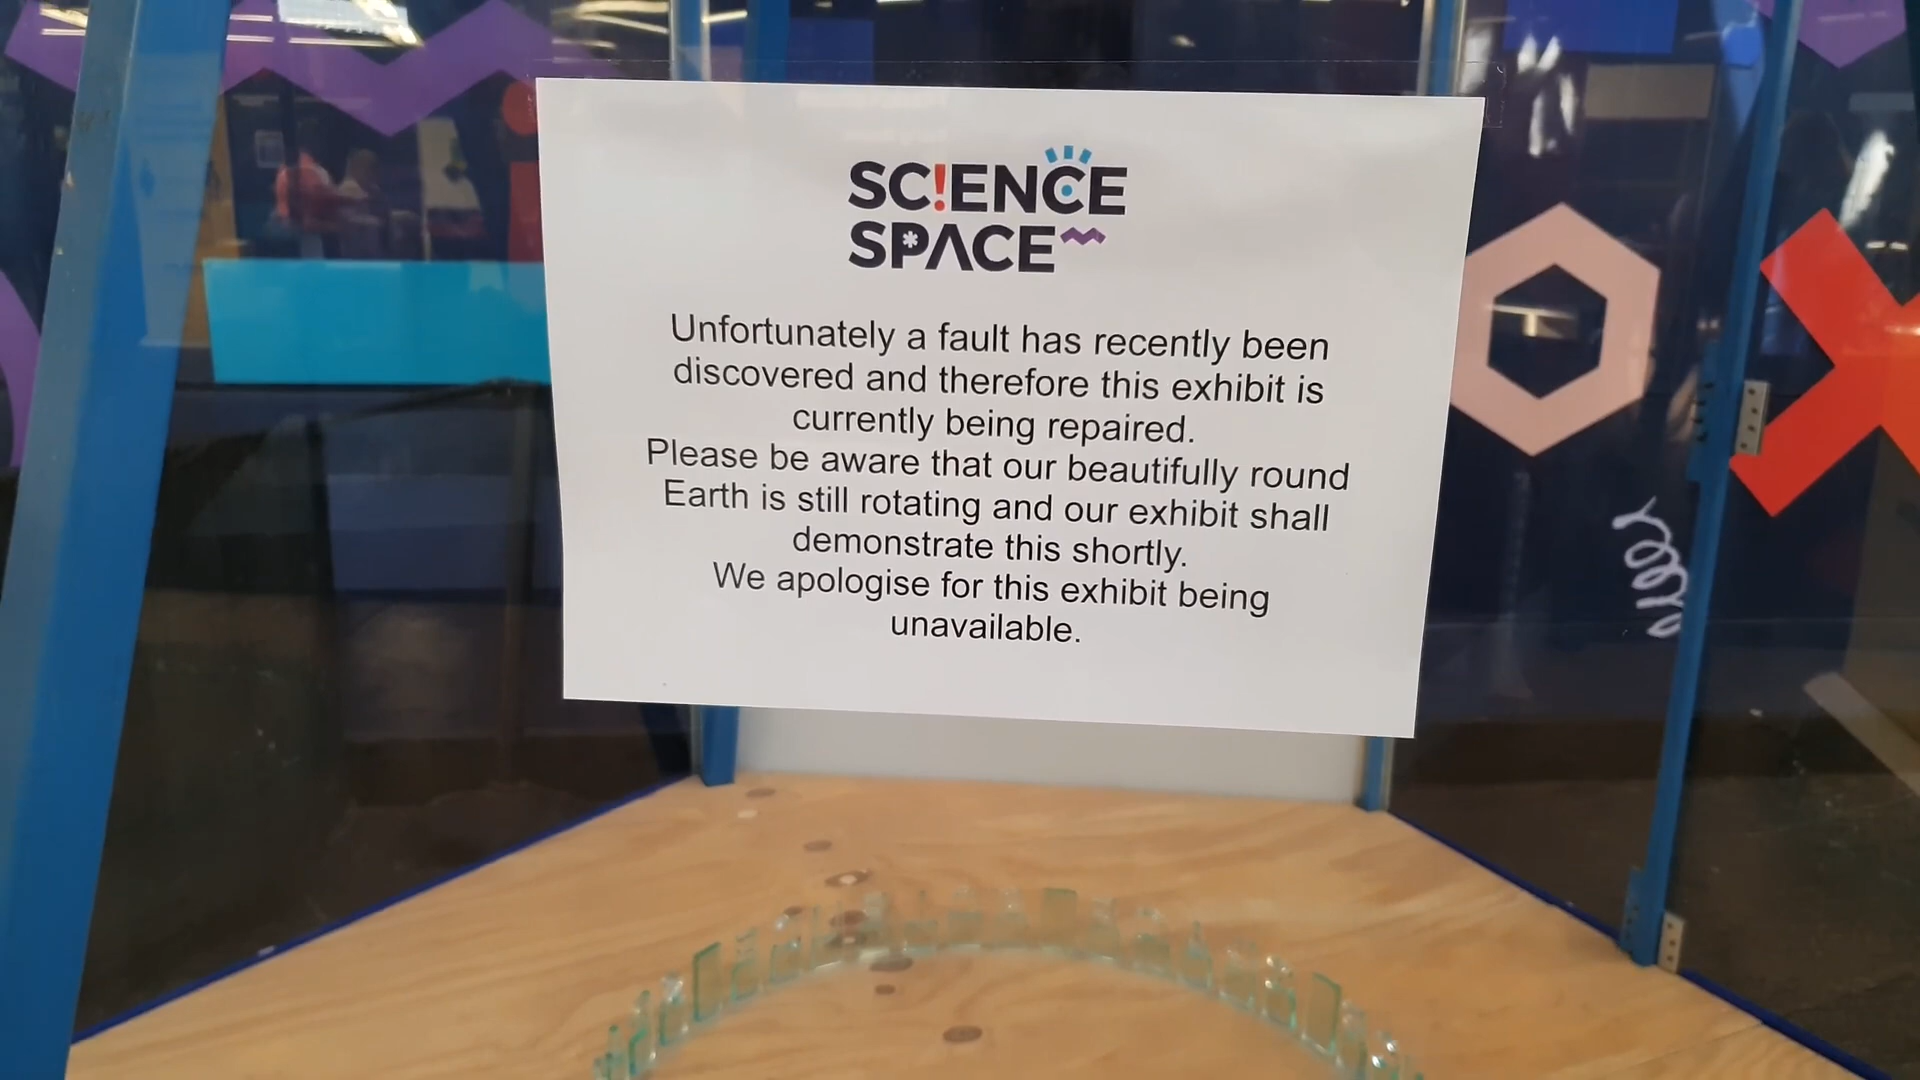 SC!ENCE
SPACE
Unfortunately a fault has recently been
discovered and therefore this exhibit is
currently being repaired.
Please be aware that our beautifully round
Earth is still rotating and our exhibit shall
demonstrate this shortly.
We apologise for this exhibit being
unavailable.